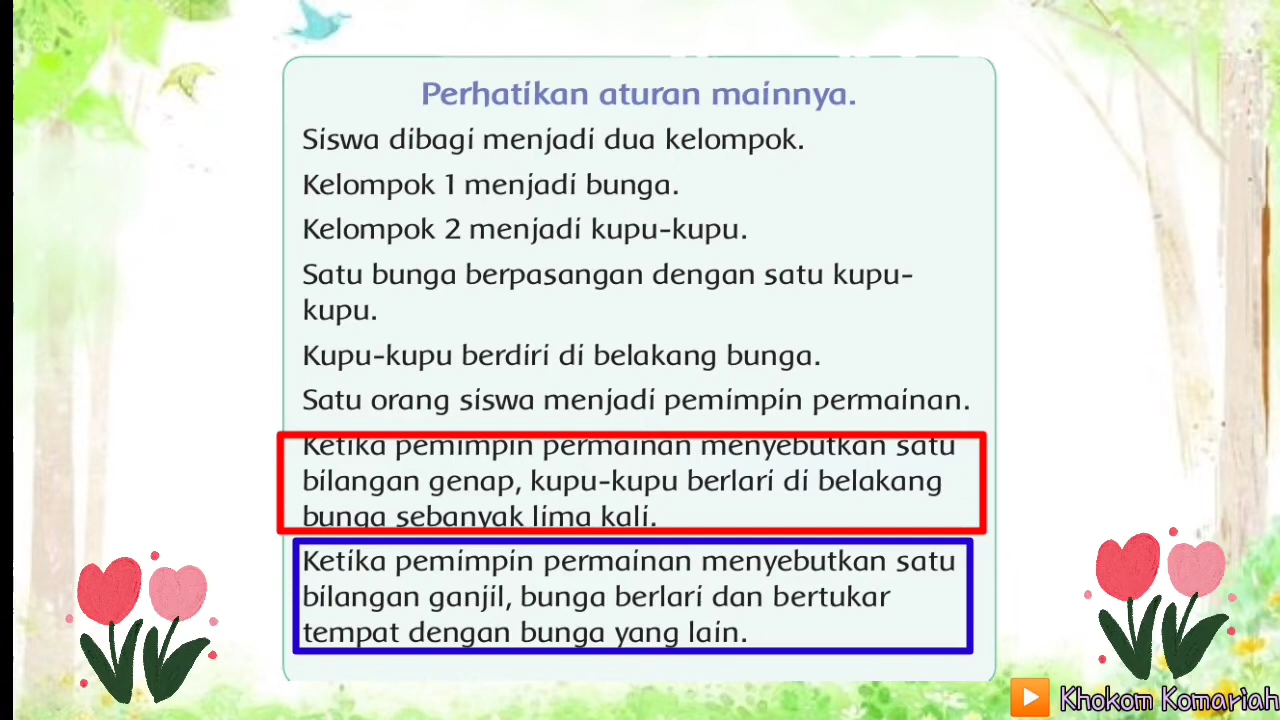 Perhatikan aturan mainnya.
Siswa dibagi menjadi dua kelompok.
Kelompok 1 menjadi bunga.
Kelompok 2 menjadi kupu-kupu.
Satu bunga berpasangan dengan satu kupu-
kupu.
Kupu-kupu berdiri di belakang bunga.
Satu orang siswa menjadi pemimpin permainan.
Ketika pemimpin permainan menyebutkan satu
bilangan genap, kupu-kupu berlari di belakang
bunga sebanyak lima kali.
Ketika pemimpin permainan menyebutkan satu
bilangan ganjil, bunga berlari dan bertukar
tempat dengan bunga yang lain.
Khokom Komariah